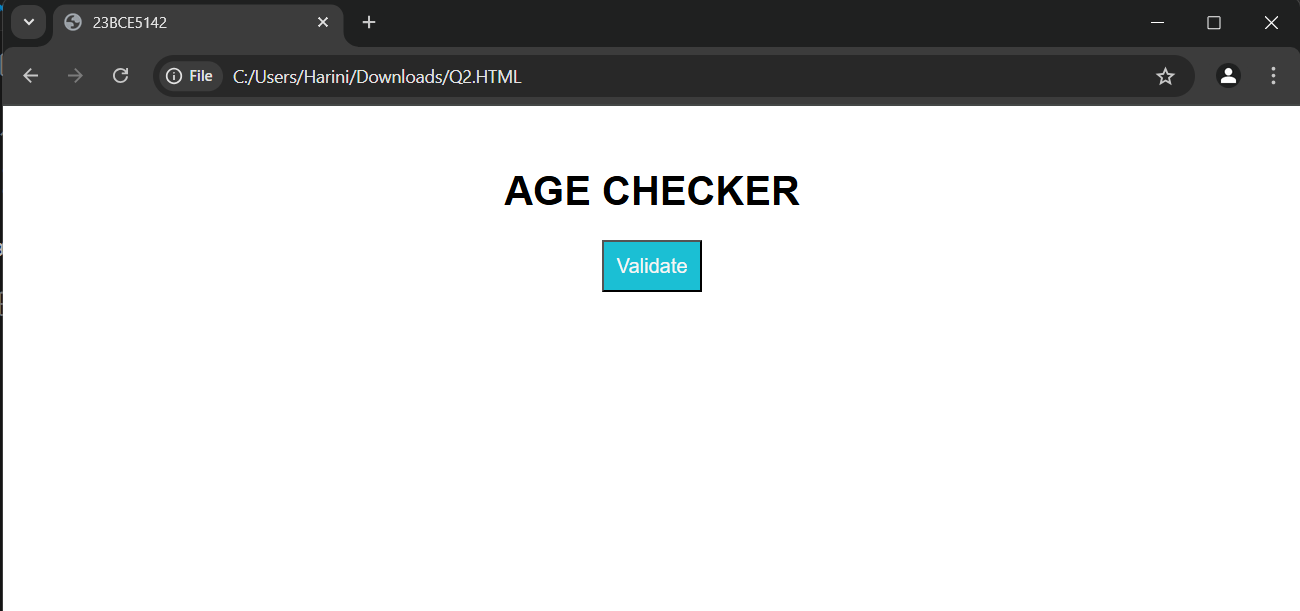 23BCE5142
File C:/Users/Harini/Downloads/Q2.HTML
AGE CHECKER
Validate